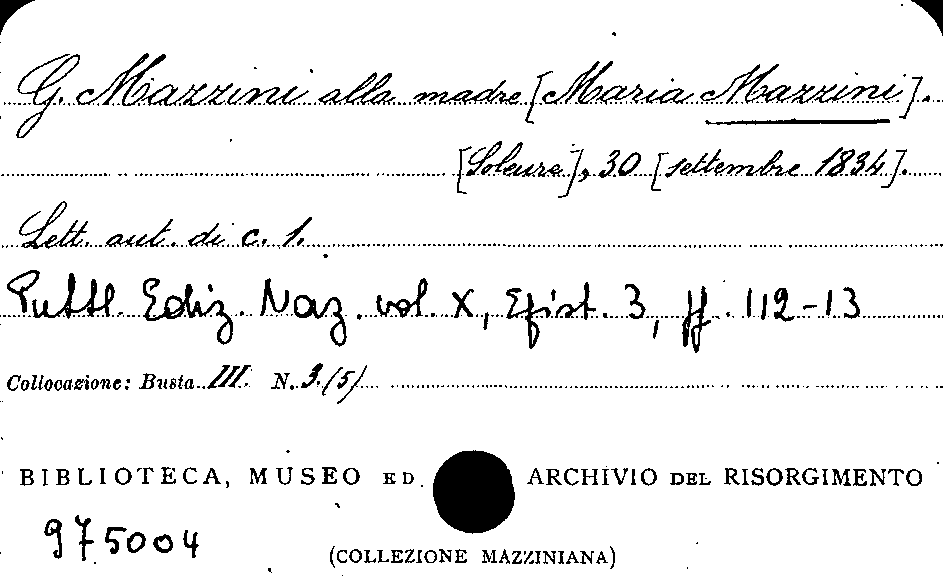 G. Mazzini alla madre [Maria Mazzini].
[Soleure], 30 [settembre 1834].
Lett. aut. di c. 1.
Pubbl. Ediz. Naz. vol. X, Epist. 3, pp. 112-13
Collocazione: Busta III. N. 3.(5)
BIBLIOTECA, MUSEO ED ARCHIVIO DEL RISORGIMENTO
975004
(COLLEZIONE MAZZINIANA)